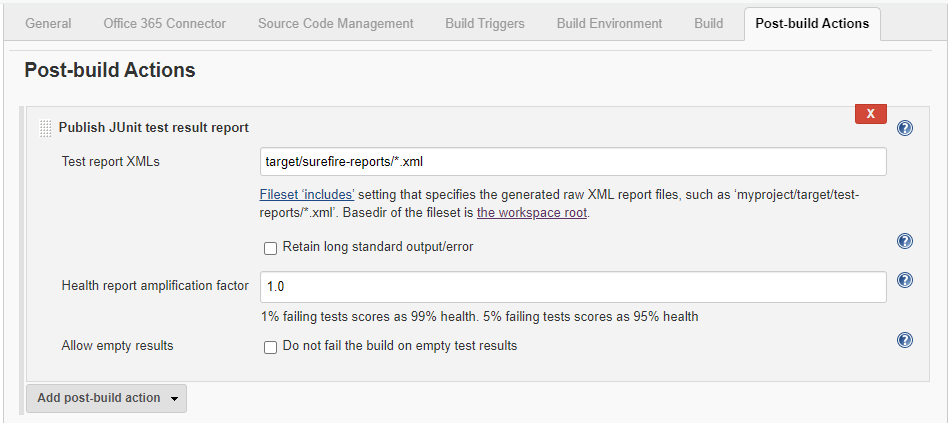 General Office 365 Connector Source Code Management Build Triggers Build Environment Build Post-build Actions
Post-build Actions
X
Publish JUnit test result report ?
Test report XMLs target/surefire-reports/*.xml
Fileset ‘includes’ setting that specifies the generated raw XML report files, such as ‘myproject/target/test-
reports/*.xml’. Basedir of the fileset is the workspace root.
Retain long standard output/error ?
Health report amplification factor 1.0 ?
1% failing tests scores as 99% health. 5% failing tests scores as 95% health
Allow empty results Do not fail the build on empty test results ?
Add post-build action